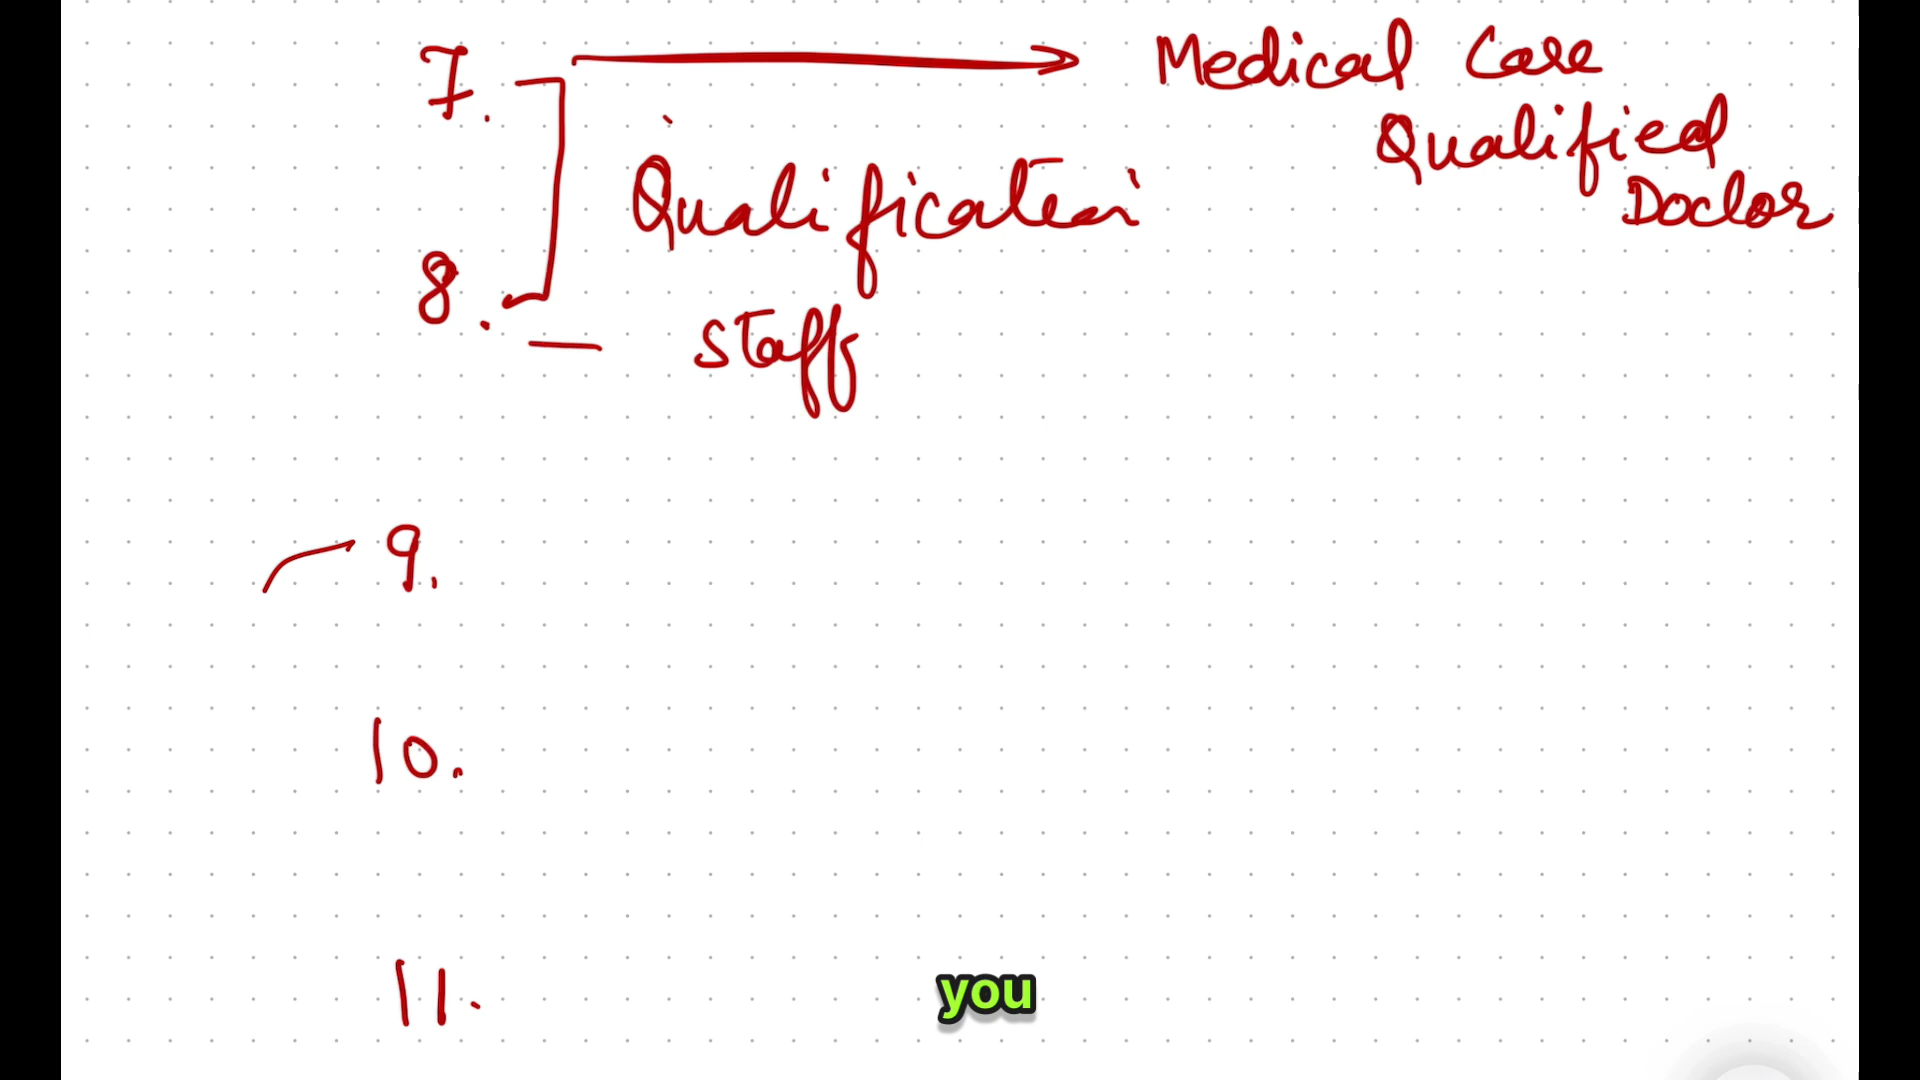 7. Medical Care
Qualified
Doctor
Qualification
8. — Staff
9.
10.
11.
you